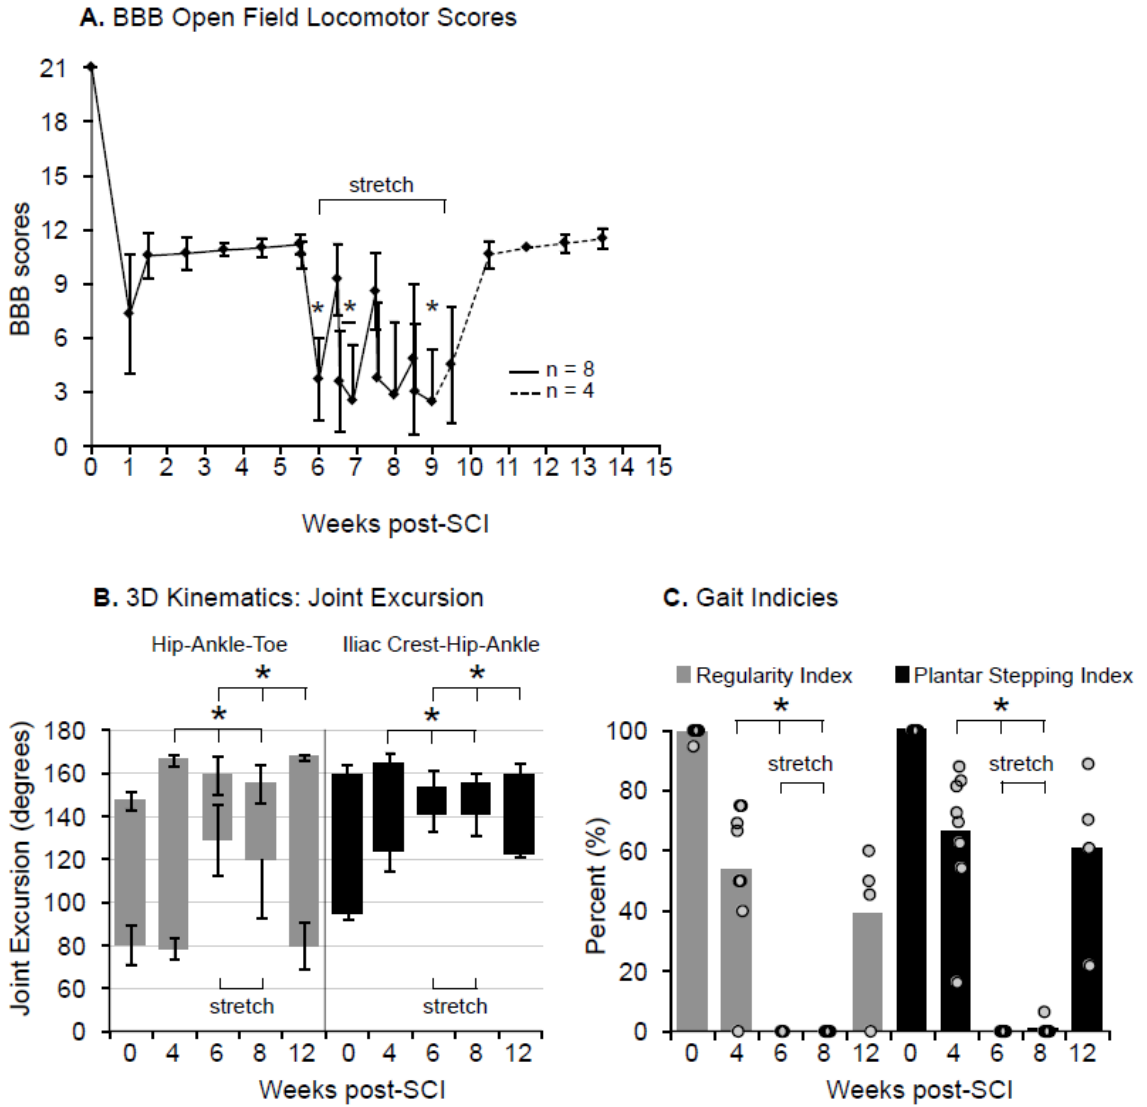 A. BBB Open Field Locomotor Scores
21
18
15
12
9
6
3
0
BBB scores
stretch
*
*
*
n = 8
n = 4
0 1 2 3 4 5 6 7 8 9 10 11 12 13 14 15
Weeks post-SCI
B. 3D Kinematics: Joint Excursion
Hip-Ankle-Toe
Iliac Crest-Hip-Ankle
*
*
*
*
180
160
140
120
100
80
60
0
Joint Excursion (degrees)
stretch
stretch
0 4 6 8 12 0 4 6 8 12
Weeks post-SCI
C. Gait Indicies
Regularity Index
Plantar Stepping Index
*
*
stretch
stretch
100
80
60
40
20
0
Percent (%)
0 4 6 8 12 0 4 6 8 12
Weeks post-SCI